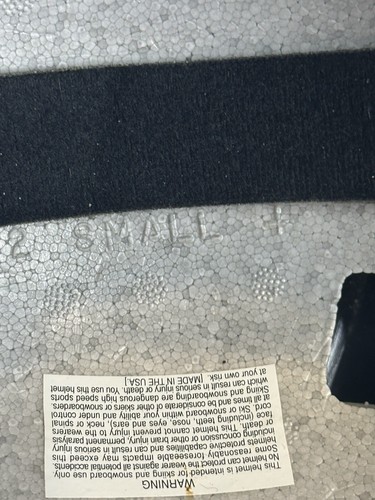 2 SMALL
WARNING
This helmet is intended for skiing and snowboard use only.
No helmet can protect the wearer against all potential accidents.
Some reasonably foreseeable impacts may exceed this
helmets protective capabilities and can result in serious injury
including concussion or other brain injury, permanent paralysis
or death. This helmet cannot prevent injury to the wearers
face (including teeth, nose, eyes and ears), neck or spinal
cord. Ski or snowboard within your ability and under control
at all times and be considerate of other skiers or snowboarders.
Skiing and snowboarding are dangerous high speed sports
which can result in serious injury or death. You use this helmet
at your own risk. [MADE IN THE USA.]